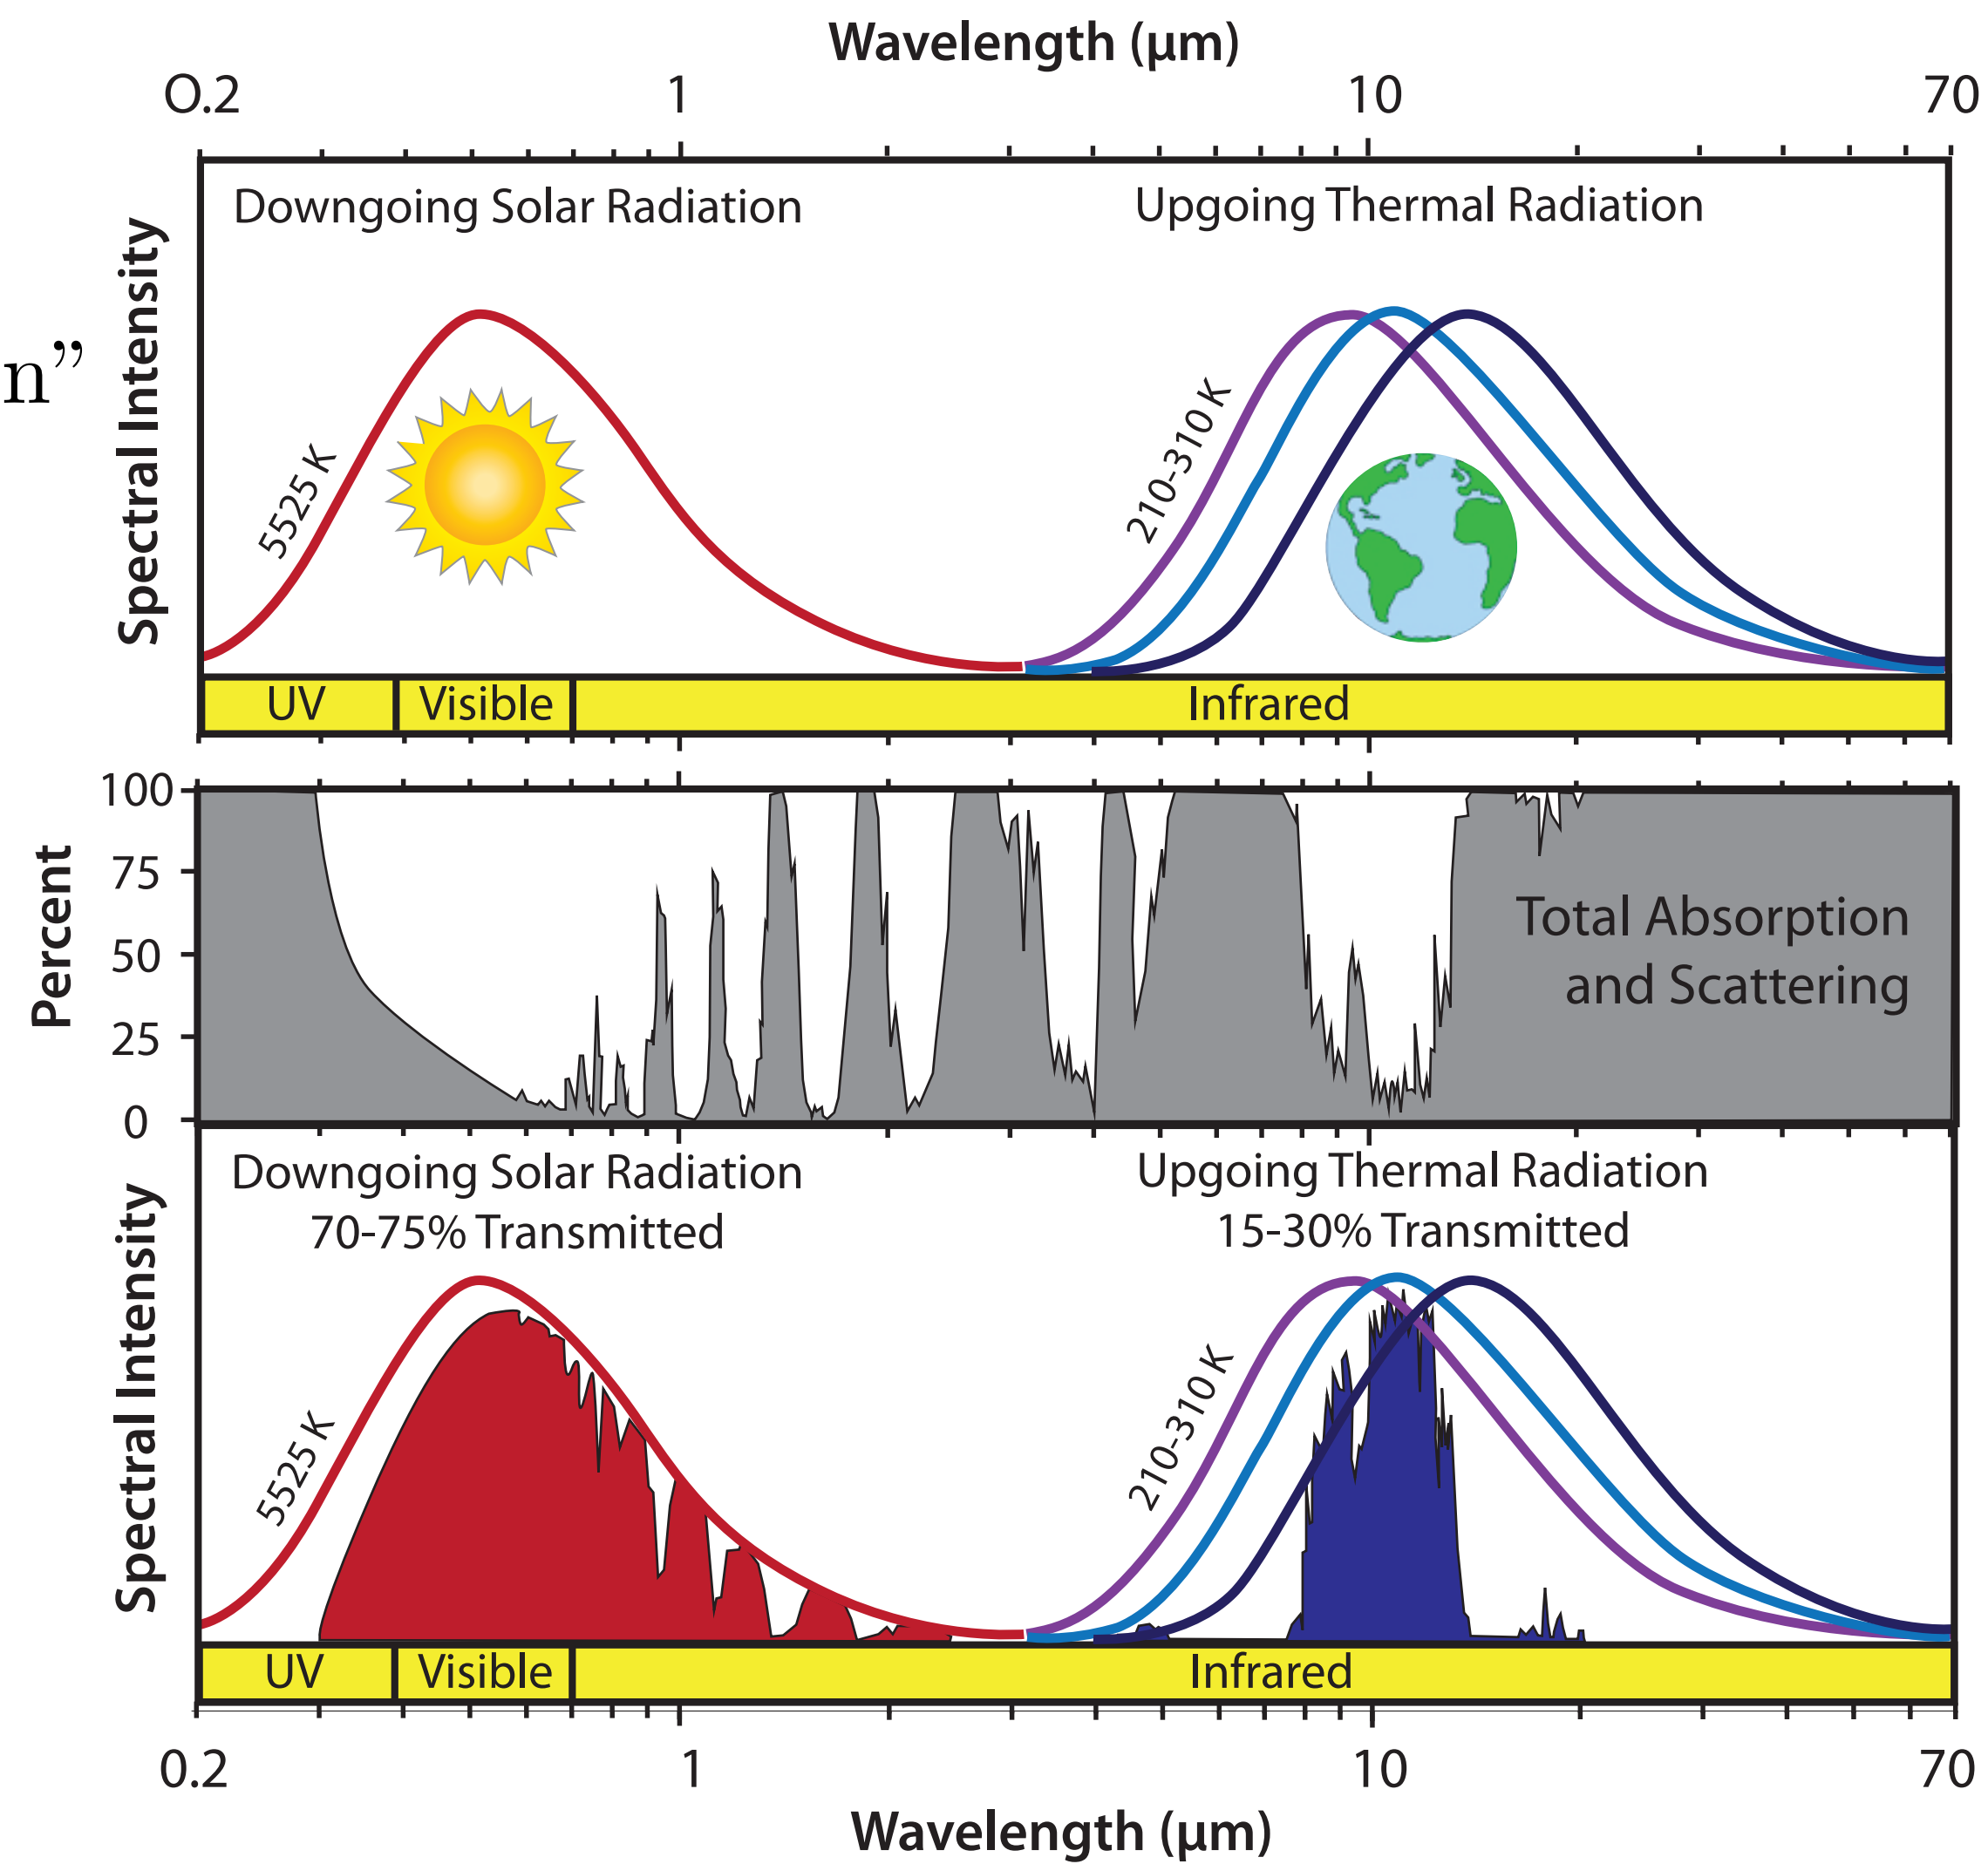 Wavelength (μm)
O.2 1 10 70
Downgoing Solar Radiation Upgoing Thermal Radiation
Spectral Intensity
n”
5525 K
210-310 K
UV Visible Infrared
100
75
50
25
0
Percent
Total Absorption
and Scattering
Downgoing Solar Radiation
70-75% Transmitted
Upgoing Thermal Radiation
15-30% Transmitted
Spectral Intensity
5525 K
210-310 K
UV Visible Infrared
0.2 1 10 70
Wavelength (μm)